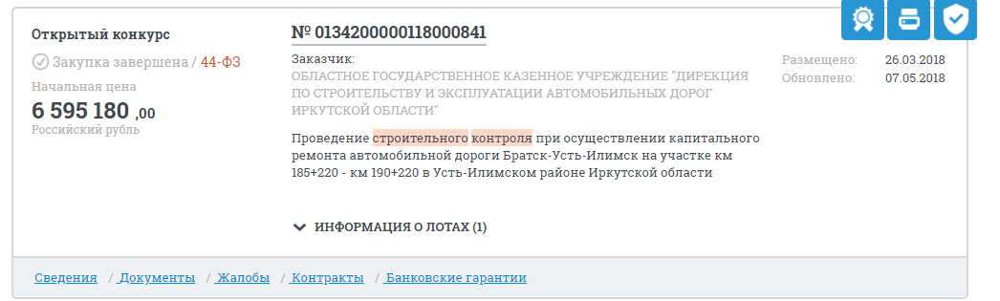 Открытый конкурс
Закупка завершена / 44-ФЗ
Начальная цена
6 595 180 ,00
Российский рубль
№ 0134200000118000841
Заказчик:
ОБЛАСТНОЕ ГОСУДАРСТВЕННОЕ КАЗЕННОЕ УЧРЕЖДЕНИЕ "ДИРЕКЦИЯ
ПО СТРОИТЕЛЬСТВУ И ЭКСПЛУАТАЦИИ АВТОМОБИЛЬНЫХ ДОРОГ
ИРКУТСКОЙ ОБЛАСТИ"
Проведение строительного контроля при осуществлении капитального
ремонта автомобильной дороги Братск-Усть-Илимск на участке км
185+220 - км 190+220 в Усть-Илимском районе Иркутской области
ИНФОРМАЦИЯ О ЛОТАХ (1)
Размещено: 26.03.2018
Обновлено: 07.05.2018
Сведения / Документы / Жалобы / Контракты / Банковские гарантии